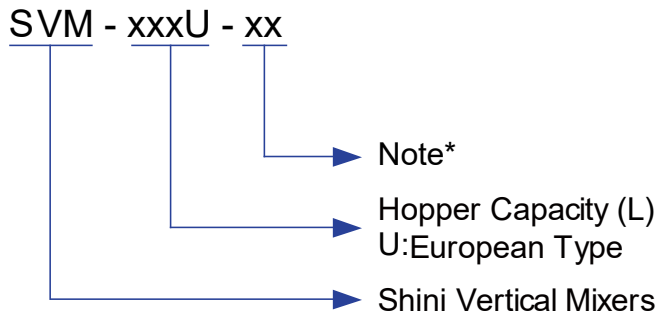 SVM - xxxU - xx
Note*
Hopper Capacity (L)
U:European Type
Shini Vertical Mixers